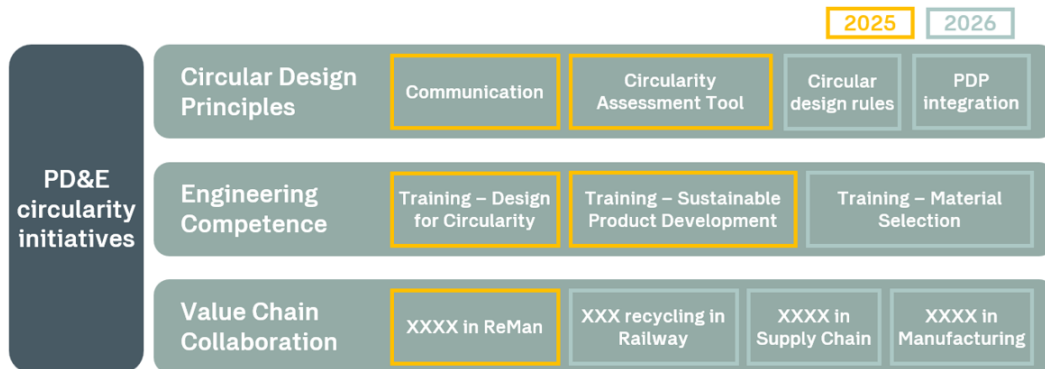 2025
2026
PD&E
circularity
initiatives
Circular Design
Principles
Communication
Circularity
Assessment Tool
Circular
design rules
PDP
integration
Engineering
Competence
Training – Design
for Circularity
Training – Sustainable
Product Development
Training – Material
Selection
Value Chain
Collaboration
XXXX in ReMan
XXX recycling in
Railway
XXXX in
Supply Chain
XXXX in
Manufacturing